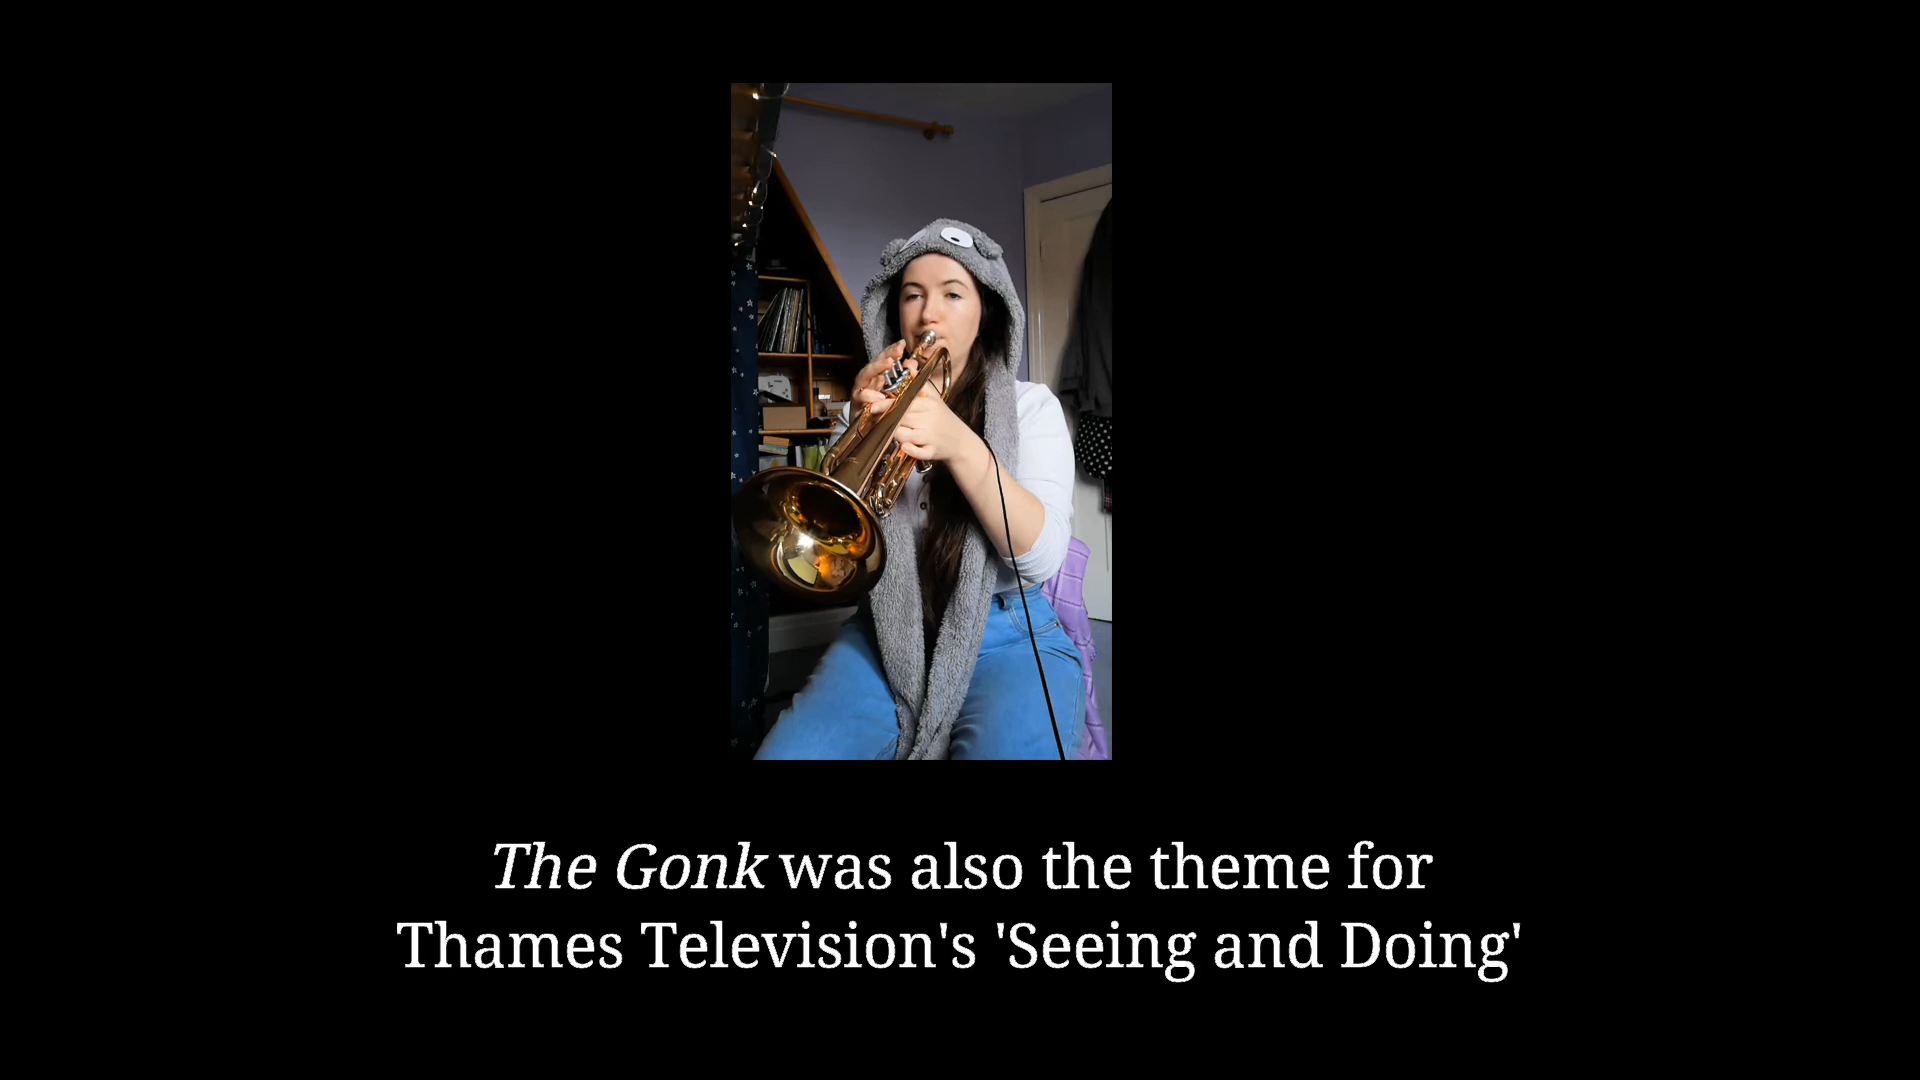 The Gonk was also the theme for
Thames Television's 'Seeing and Doing'